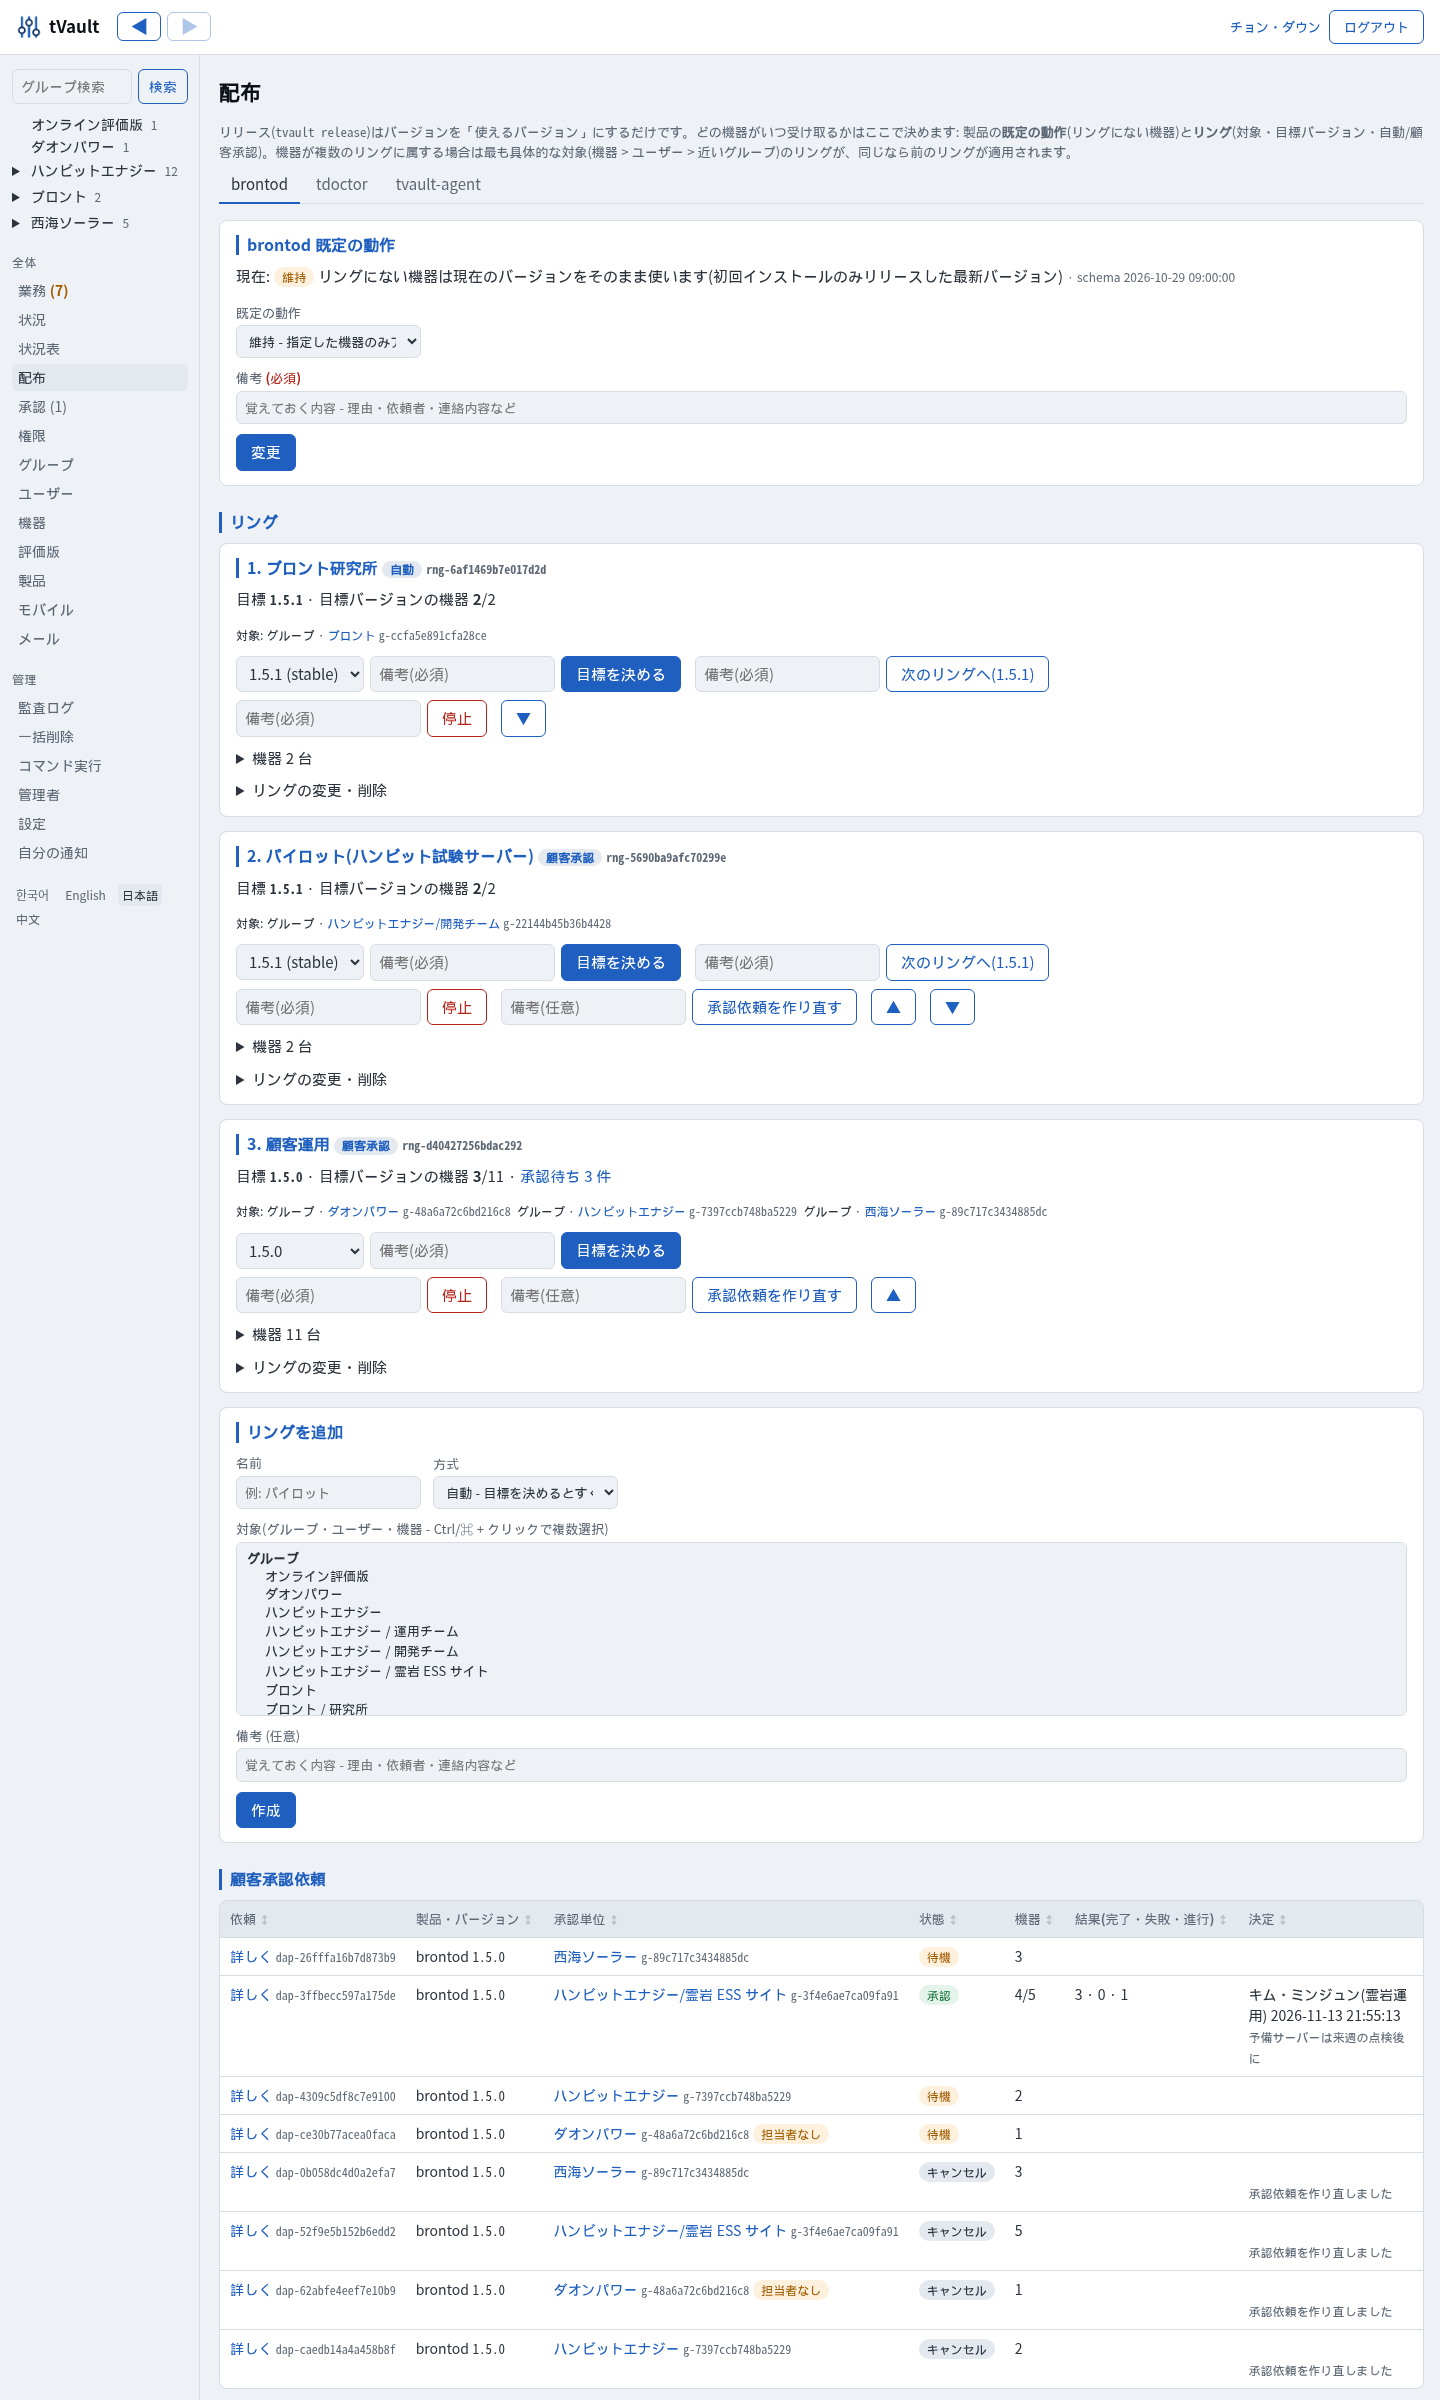 tVault ◀ ▶ チョン・ダウン ログアウト
グループ検索 検索
オンライン評価版 1
ダオンパワー 1
▶ ハンビットエナジー 12
▶ ブロント 2
▶ 西海ソーラー 5
全体
業務 (7)
状況
状況表
配布
承認 (1)
権限
グループ
ユーザー
機器
評価版
製品
モバイル
メール
管理
監査ログ
一括削除
コマンド実行
管理者
設定
自分の通知
한국어 English 日本語
中文
配布
リリース(tvault release)はバージョンを「使えるバージョン」にするだけです。どの機器がいつ受け取るかはここで決めます: 製品の既定の動作(リングにない機器)とリング(対象・目標バージョン・自動/顧
客承認)。機器が複数のリングに属する場合は最も具体的な対象(機器 > ユーザー > 近いグループ)のリングが、同じなら前のリングが適用されます。
brontod tdoctor tvault-agent
brontod 既定の動作
現在: 維持 リングにない機器は現在のバージョンをそのまま使います(初回インストールのみリリースした最新バージョン) · schema 2026-10-29 09:00:00
既定の動作
維持 - 指定した機器のみ
備考 (必須)
覚えておく内容 - 理由・依頼者・連絡内容など
変更
リング
1. ブロント研究所 自動 rng-6af1469b7e017d2d
目標 1.5.1 · 目標バージョンの機器 2/2
対象: グループ · ブロント g-ccfa5e891cfa28ce
1.5.1 (stable) 備考(必須) 目標を決める 備考(必須) 次のリングへ(1.5.1)
備考(必須) 停止 ▼
▶ 機器 2 台
▶ リングの変更・削除
2. パイロット(ハンビット試験サーバー) 顧客承認 rng-5690ba9afc70299e
目標 1.5.1 · 目標バージョンの機器 2/2
対象: グループ · ハンビットエナジー/開発チーム g-22144b45b36b4428
1.5.1 (stable) 備考(必須) 目標を決める 備考(必須) 次のリングへ(1.5.1)
備考(必須) 停止 備考(任意) 承認依頼を作り直す ▲ ▼
▶ 機器 2 台
▶ リングの変更・削除
3. 顧客運用 顧客承認 rng-d40427256bdac292
目標 1.5.0 · 目標バージョンの機器 3/11 · 承認待ち 3 件
対象: グループ · ダオンパワー g-48a6a72c6bd216c8 グループ · ハンビットエナジー g-7397ccb748ba5229 グループ · 西海ソーラー g-89c717c3434885dc
1.5.0 備考(必須) 目標を決める
備考(必須) 停止 備考(任意) 承認依頼を作り直す ▲
▶ 機器 11 台
▶ リングの変更・削除
リングを追加
名前 方式
例: パイロット 自動 - 目標を決めるとすぐ
対象(グループ・ユーザー・機器 - Ctrl/⌘ + クリックで複数選択)
グループ
オンライン評価版
ダオンパワー
ハンビットエナジー
ハンビットエナジー / 運用チーム
ハンビットエナジー / 開発チーム
ハンビットエナジー / 霊岩 ESS サイト
ブロント
ブロント / 研究所
備考 (任意)
覚えておく内容 - 理由・依頼者・連絡内容など
作成
顧客承認依頼
依頼 ↕ 製品・バージョン ↕ 承認単位 ↕ 状態 ↕ 機器 ↕ 結果(完了・失敗・進行) ↕ 決定 ↕
詳しく dap-26fffa16b7d873b9 brontod 1.5.0 西海ソーラー g-89c717c3434885dc 待機 3
詳しく dap-3ffbecc597a175de brontod 1.5.0 ハンビットエナジー/霊岩 ESS サイト g-3f4e6ae7ca09fa91 承認 4/5 3 · 0 · 1 キム・ミンジュン(霊岩運
用) 2026-11-13 21:55:13
予備サーバーは来週の点検後
に
詳しく dap-4309c5df8c7e9100 brontod 1.5.0 ハンビットエナジー g-7397ccb748ba5229 待機 2
詳しく dap-ce30b77acea0faca brontod 1.5.0 ダオンパワー g-48a6a72c6bd216c8 担当者なし 待機 1
詳しく dap-0b058dc4d0a2efa7 brontod 1.5.0 西海ソーラー g-89c717c3434885dc キャンセル 3
承認依頼を作り直しました
詳しく dap-52f9e5b152b6edd2 brontod 1.5.0 ハンビットエナジー/霊岩 ESS サイト g-3f4e6ae7ca09fa91 キャンセル 5
承認依頼を作り直しました
詳しく dap-62abfe4eef7e10b9 brontod 1.5.0 ダオンパワー g-48a6a72c6bd216c8 担当者なし キャンセル 1
承認依頼を作り直しました
詳しく dap-caedb14a4a458b8f brontod 1.5.0 ハンビットエナジー g-7397ccb748ba5229 キャンセル 2
承認依頼を作り直しました